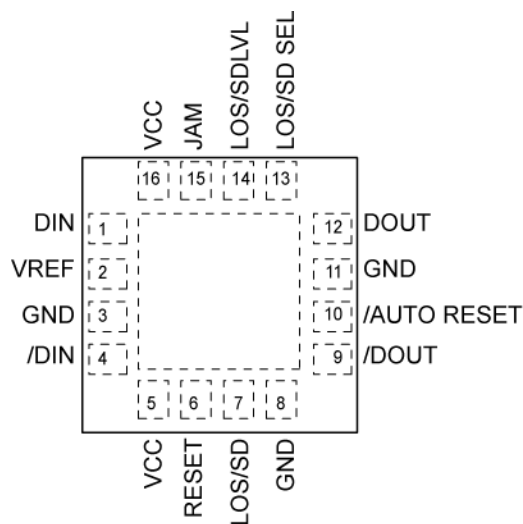 VCC
JAM
LOS/SDLVL
LOS/SD SEL
16
15
14
13
DIN 1
12 DOUT
VREF 2
11 GND
GND 3
10 /AUTO RESET
/DIN 4
9 /DOUT
5
6
7
8
VCC
RESET
LOS/SD
GND